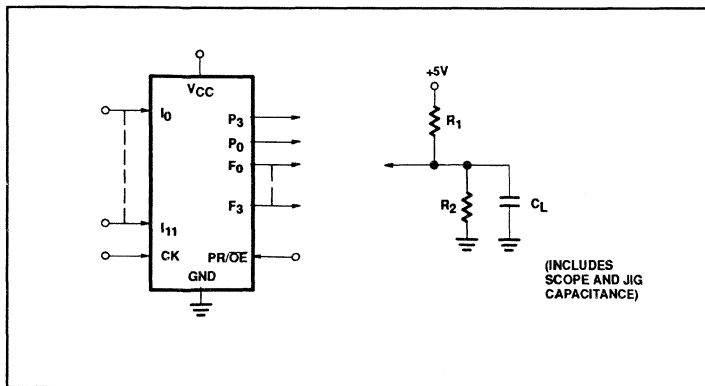 VCC
I0
I11
CK
GND
P3
P0
F0
F3
PR/OE
+5V
R1
R2
CL
(INCLUDES
SCOPE AND JIG
CAPACITANCE)